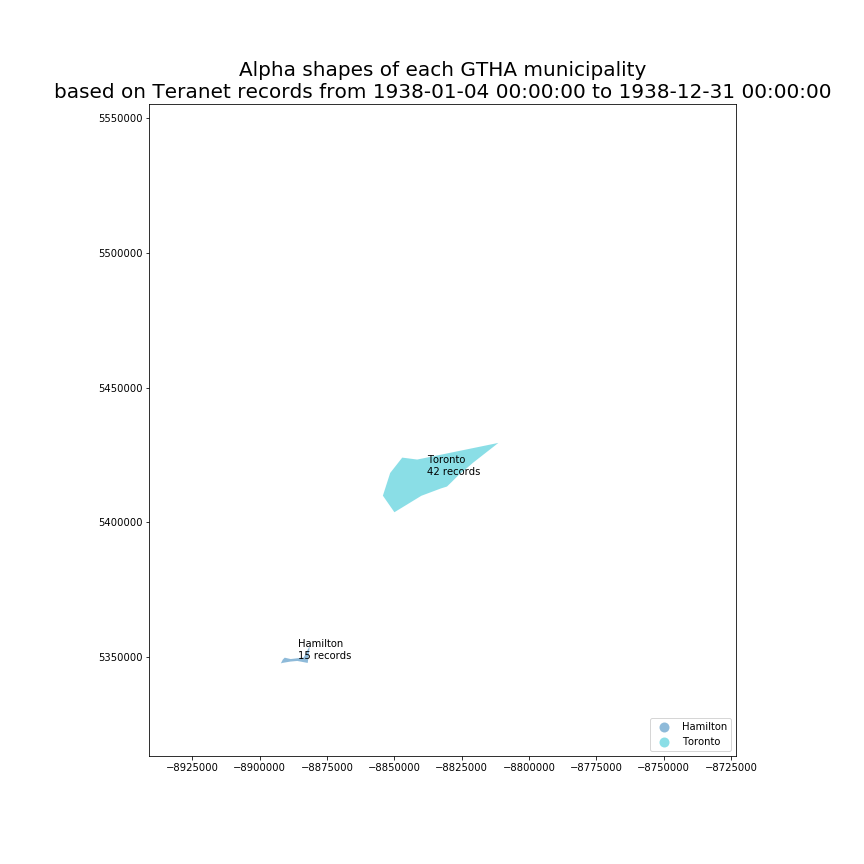 Alpha shapes of each GTHA municipality
based on Teranet records from 1938-01-04 00:00:00 to 1938-12-31 00:00:00
5550000
5500000
5450000
5400000
5350000
Toronto
42 records
Hamilton
15 records
Hamilton
Toronto
−8925000 −8900000 −8875000 −8850000 −8825000 −8800000 −8775000 −8750000 −8725000